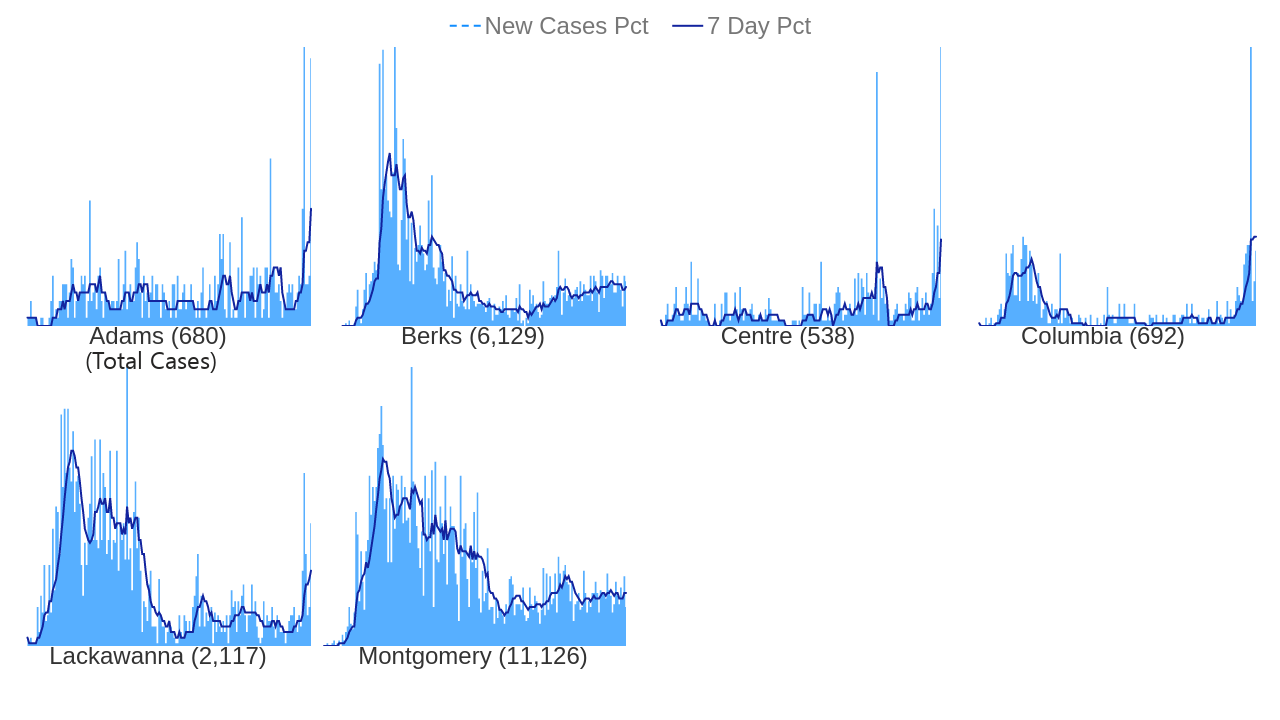 New Cases Pct 7 Day Pct
Adams (680) Berks (6,129) Centre (538) Columbia (692)
(Total Cases)
Lackawanna (2,117) Montgomery (11,126)